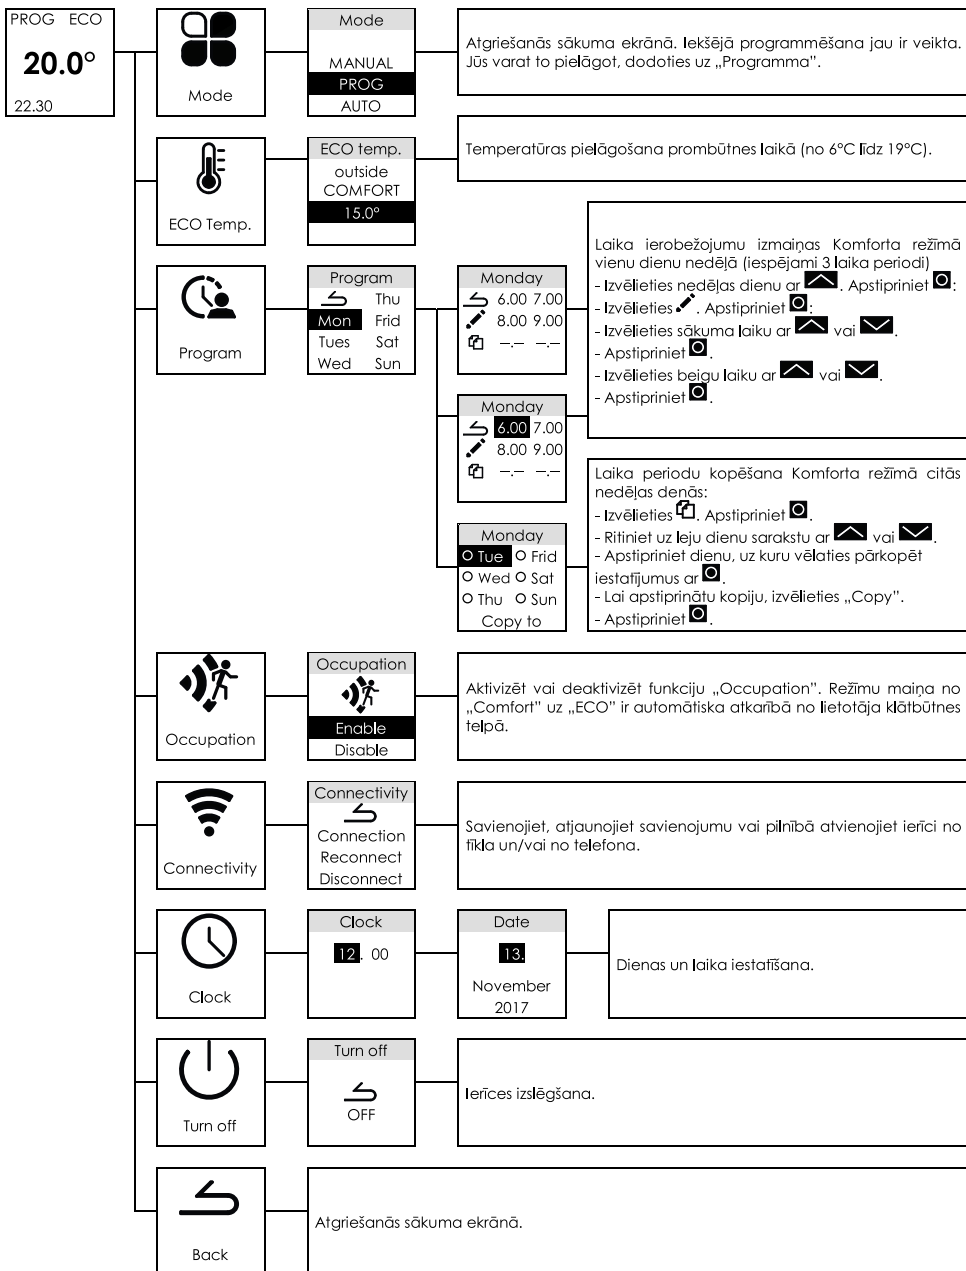 PROG ECO
20.0°
22.30
Mode
Mode
MANUAL
PROG
AUTO
Atgriešanās sākuma ekrānā. Iekšējā programmēšana jau ir veikta.
Jūs varat to pielāgot, dodoties uz „Programma”.
ECO Temp.
ECO temp.
outside
COMFORT
15.0°
Temperatūras pielāgošana prombūtnes laikā (no 6°C līdz 19°C).
Program
Program
Thu
Mon Frid
Tues Sat
Wed Sun
Monday
6.00 7.00
8.00 9.00
–.– –.–
Laika ierobežojumu izmaiņas Komforta režīmā
vienu dienu nedēļā (iespējami 3 laika periodi)
- Izvēlieties nedēļas dienu ar . Apstipriniet :
- Izvēlieties . Apstipriniet :
- Izvēlieties sākuma laiku ar vai .
- Apstipriniet .
- Izvēlieties beigu laiku ar vai .
- Apstipriniet .
Monday
6.00 7.00
8.00 9.00
–.– –.–
Monday
Tue Frid
Wed Sat
Thu Sun
Copy to
Laika periodu kopēšana Komforta režīmā citās
nedēļas denās:
- Izvēlieties . Apstipriniet .
- Ritiniet uz leju dienu sarakstu ar vai .
- Apstipriniet dienu, uz kuru vēlaties pārkopēt
iestatījumus ar .
- Lai apstiprinātu kopiju, izvēlieties „Copy”.
- Apstipriniet .
Occupation
Occupation
Enable
Disable
Aktivizēt vai deaktivizēt funkciju „Occupation”. Režīmu maiņa no
„Comfort” uz „ECO” ir automātiska atkarībā no lietotāja klātbūtnes
telpā.
Connectivity
Connectivity
Connection
Reconnect
Disconnect
Savienojiet, atjaunojiet savienojumu vai pilnībā atvienojiet ierīci no
tīkla un/vai no telefona.
Clock
Clock
12. 00
Date
13.
November
2017
Dienas un laika iestatīšana.
Turn off
Turn off
OFF
Ierīces izslēgšana.
Back
Atgriešanās sākuma ekrānā.